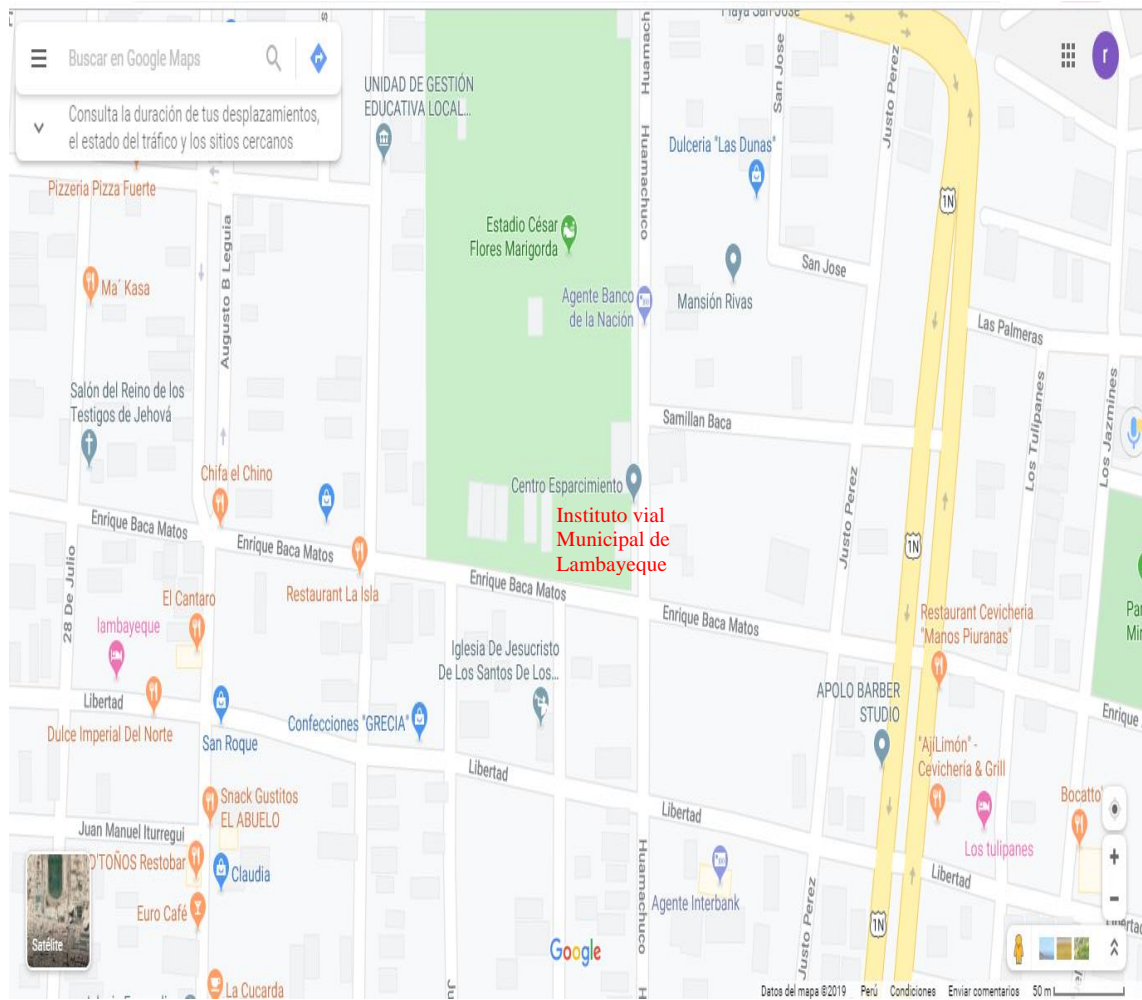 Playa San José
Buscar en Google Maps
Consulta la duración de tus desplazamientos,
el estado del tráfico y los sitios cercanos
r
UNIDAD DE GESTIÓN
EDUCATIVA LOCAL...
Huamachuco
Huamachuco
San Jose
Justo Perez
Dulceria "Las Dunas"
Pizzeria Pizza Fuerte
1N
Augusto B Leguia
Estadio César
Flores Marigorda
San Jose
Ma´ Kasa
Agente Banco
de la Nación
Mansión Rivas
Las Palmeras
Salón del Reino de los
Testigos de Jehová
Samillan Baca
Los Tulipanes
Los Jazmines
Chifa el Chino
Centro Esparcimiento
Instituto vial
Municipal de
Lambayeque
Justo Perez
Enrique Baca Matos
Enrique Baca Matos
1N
28 De Julio
Restaurant La Isla
Enrique Baca Matos
El Cantaro
Enrique Baca Matos
Restaurant Cevicheria
"Manos Piuranas"
lambayeque
Iglesia De Jesucristo
De Los Santos De Los...
APOLO BARBER
STUDIO
Libertad
Enrique
Dulce Imperial Del Norte
San Roque
Confecciones "GRECIA"
"AjíLimón" -
Cevichería & Grill
Libertad
Snack Gustitos
EL ABUELO
Bocatto'
Libertad
Juan Manuel Iturregui
Los tulipanes
D'TOÑOS Restobar
Claudia
Huamachuco
Libertad
Agente Interbank
Euro Café
Justo Perez
1N
Satélite
Google
La Cucarda
Datos del mapa ©2019 Perú Condiciones Enviar comentarios 50 m